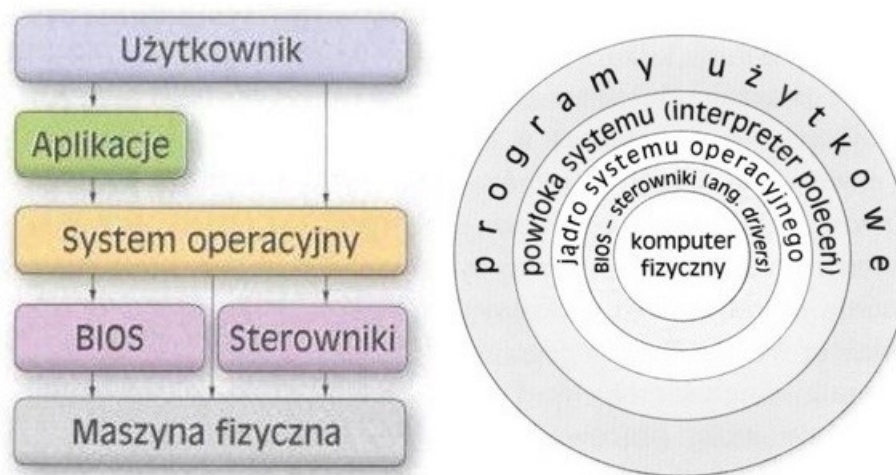 Użytkownik
Aplikacje
System operacyjny
BIOS
Sterowniki
Maszyna fizyczna
programy użytkowe
powłoka systemu (interpreter poleceń)
jądro systemu operacyjnego
BIOS – sterowniki (ang. drivers)
komputer
fizyczny